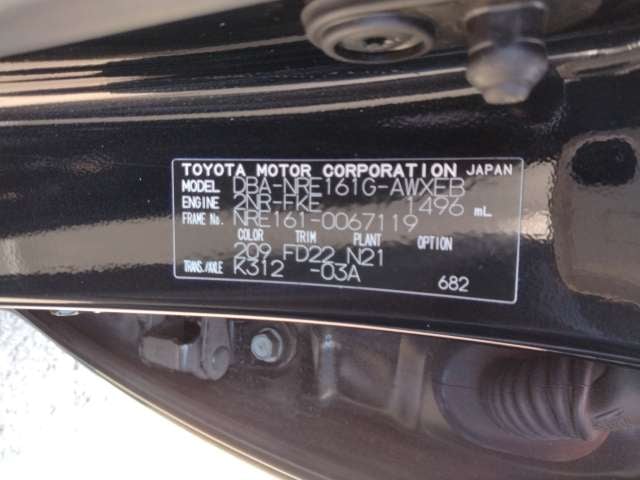 TOYOTA MOTOR CORPORATION JAPAN
MODEL DBA-NRE161G-AWXEB
ENGINE 2NR-FKE 1496 mL
FRAME No. NRE161-0067119
COLOR TRIM PLANT OPTION
209 FD22 N21
TRANS./AXLE K312 -03A
682